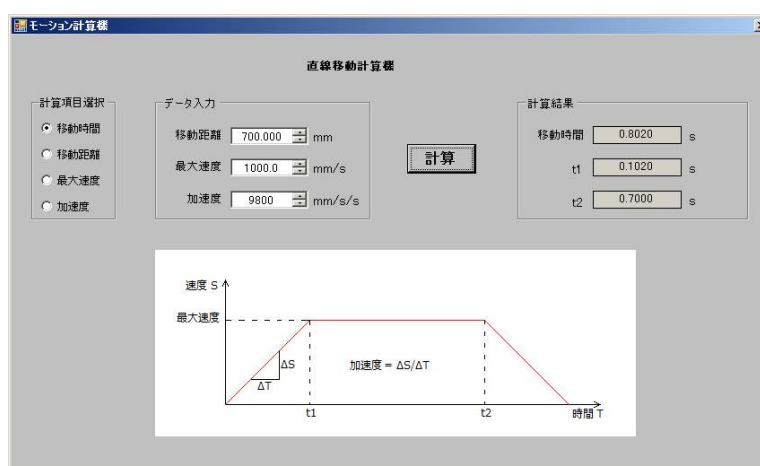 モーション計算機
直線移動計算機
計算項目選択
移動時間
移動距離
最大速度
加速度
データ入力
移動距離 700.000 mm
最大速度 1000.0 mm/s
加速度 9800 mm/s/s
計算
計算結果
移動時間 0.8020 s
t1 0.1020 s
t2 0.7000 s
速度 S
最大速度
ΔS
ΔT
加速度 = ΔS/ΔT
t1
t2
時間 T